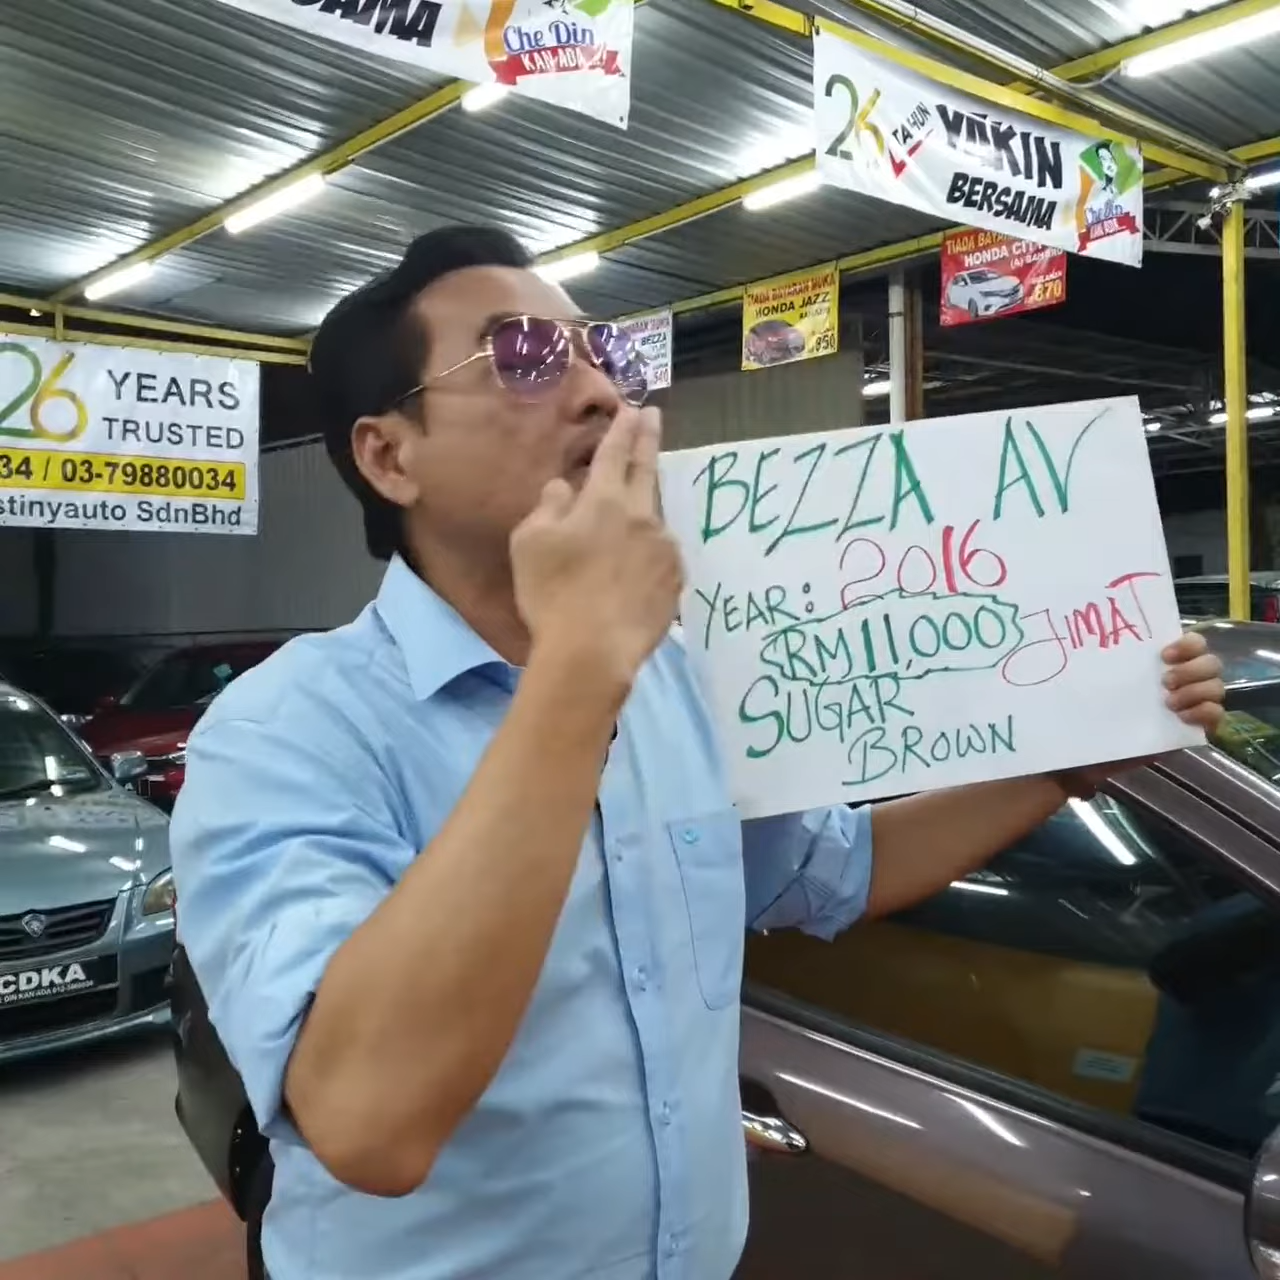 SAMA
Che Din
KAN ADA...!!
26 TAHUN YAKIN
BERSAMA
Che Din
KAN ADA
TIADA BAYARAN MUKA
HONDA CITY
870
TIADA BAYARAN MUKA
HONDA JAZZ
850
BEZZA
540
26 YEARS
TRUSTED
34 / 03-79880034
stinyauto SdnBhd
BEZZA AV
YEAR: 2016
RM11,000 JIMAT
SUGAR
BROWN
CDKA